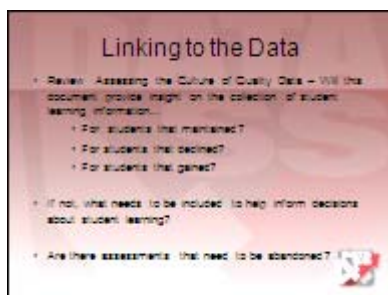 Linking to the Data
• Review Assessing the Culture of Quality Data – Will this
document provide insight on the collection of student
learning information...
• For students that maintained?
• For students that declined?
• For students that gained?
• If not, what needs to be included to help inform decisions
about student learning?
• Are there assessments that need to be abandoned?